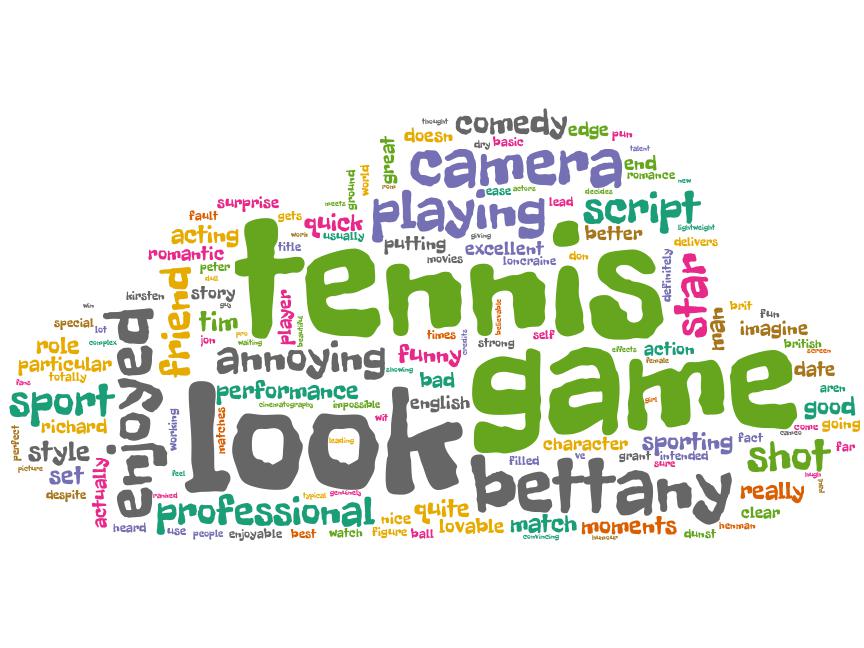 thought
comedy
edge
pun
doesn
dry
basic
great
camera
talent
end
romance
new
ground
world
ease
actors
decides
meets
surprise
fault
gets
quick
usually
playing
lead
script
lightweight
acting
work
title
putting
giving
better
romantic
movies
excellent
loncraine
don
delivers
peter
dull
tennis
definitely
star
friend
story
kirsten
win
special
lot
complex
tim
jon
pro
waiting
player
beautiful
enjoyed
times
credits
strong
believable
self
man
brit
fun
imagine
british
screen
role
particular
totally
fans
annoying
showing
funny
effects
action
female
game
date
aren
sport
performance
cinematography
impossible
bad
english
girl
good
richard
working
matches
look
wit
leading
come
going
cameo
perfect
style
picture
set
despite
actually
feel
character
sporting
fact
filled
ve
grant
intended
sure
shot
far
hugh
bettany
really
ranked
typical
genuinely
professional
nice
quite
clear
heard
use
people
enjoyable
best
watch
figure
ball
lovable
match
convincing
moments
humour
dunst
henman
paul